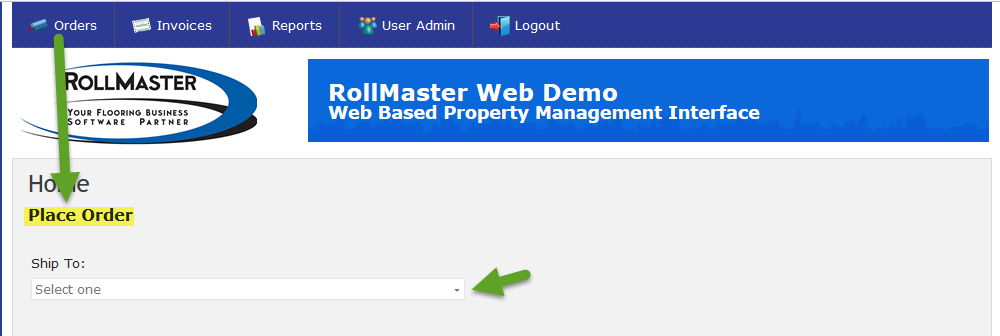 Orders Invoices Reports User Admin Logout
ROLLMASTER
YOUR FLOORING BUSINESS
SOFTWARE PARTNER
RollMaster Web Demo
Web Based Property Management Interface
Home
Place Order
Ship To:
Select one